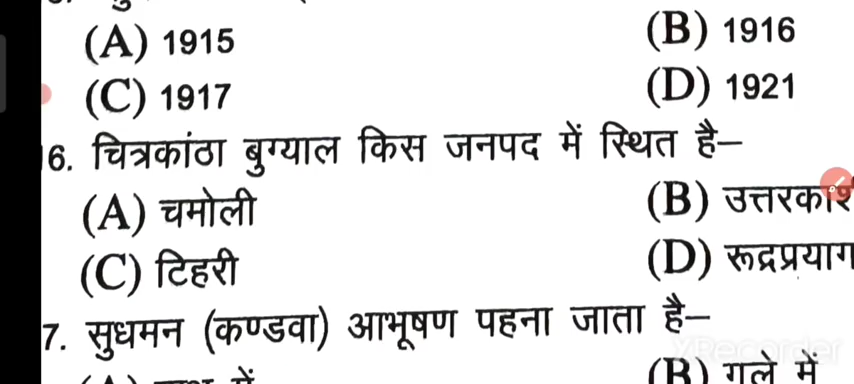 (A) 1915 (B) 1916
(C) 1917 (D) 1921
6. चित्रकांठा बुग्याल किस जनपद में स्थित है–
(A) चमोली (B) उत्तरकाश
(C) टिहरी (D) रूद्रप्रयाग
7. सुधमन (कण्डवा) आभूषण पहना जाता है–
(B) गले में
XRecorder